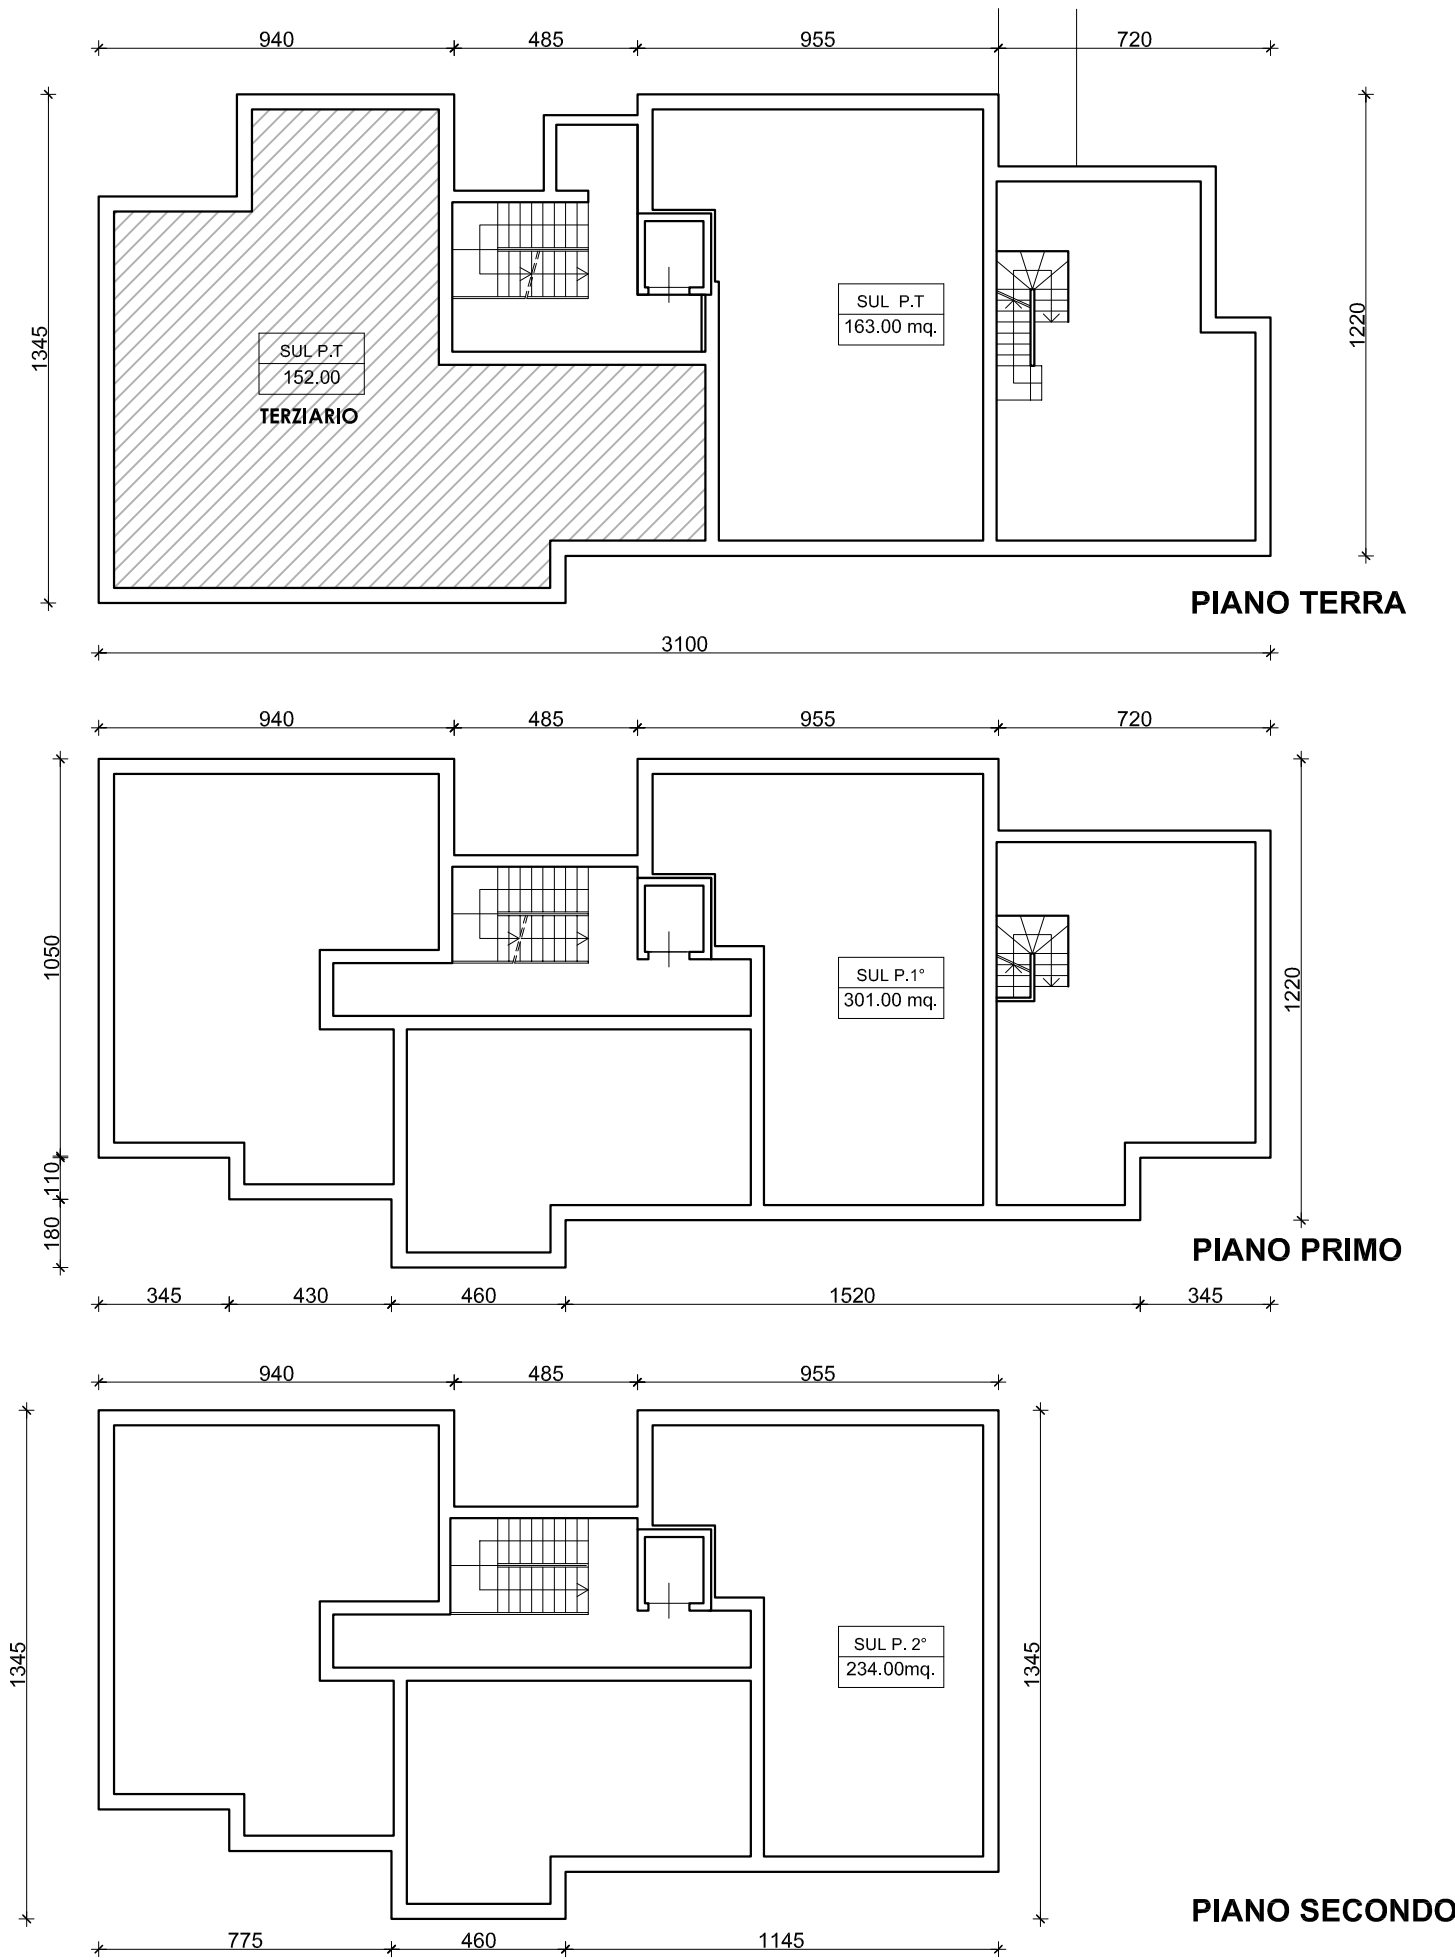 940 485 955 720
1345
1220
SUL P.T
163.00 mq.
SUL P.T
152.00
TERZIARIO
PIANO TERRA
3100
940 485 955 720
1050
110
180
1220
SUL P.1°
301.00 mq.
PIANO PRIMO
345 430 460 1520 345
940 485 955
1345
1345
SUL P. 2°
234.00mq.
PIANO SECONDO
775 460 1145